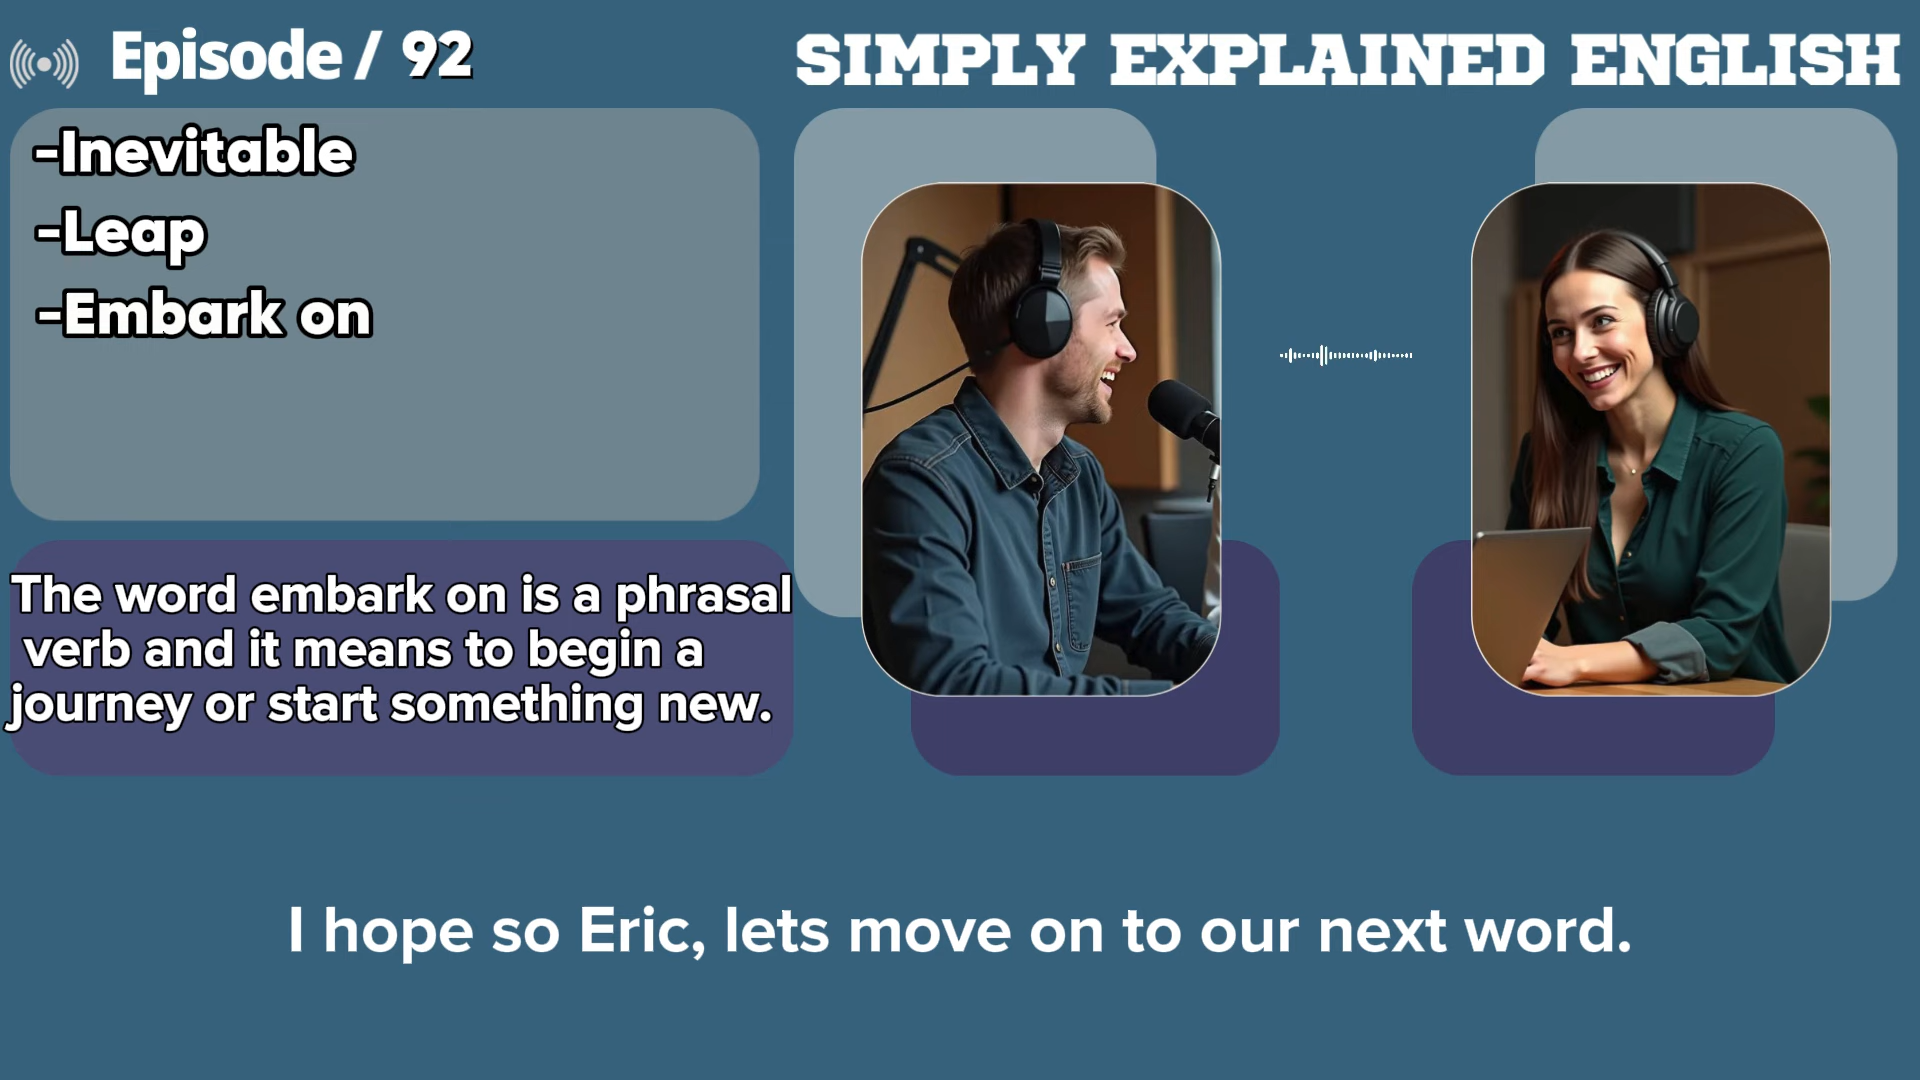 Episode / 92
SIMPLY EXPLAINED ENGLISH
-Inevitable
-Leap
-Embark on
The word embark on is a phrasal
verb and it means to begin a
journey or start something new.
I hope so Eric, lets move on to our next word.